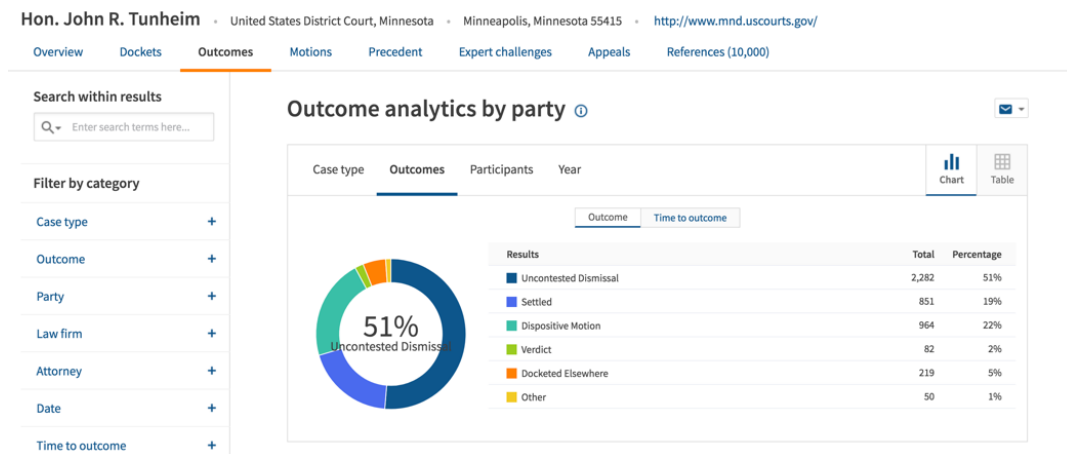 Hon. John R. Tunheim • United States District Court, Minnesota • Minneapolis, Minnesota 55415 • http://www.mnd.uscourts.gov/
Overview Dockets Outcomes Motions Precedent Expert challenges Appeals References (10,000)
Search within results
Enter search terms here...
Filter by category
Case type +
Outcome +
Party +
Law firm +
Attorney +
Date +
Time to outcome +
Outcome analytics by party
Case type Outcomes Participants Year
Chart Table
Outcome Time to outcome
51%
Uncontested Dismissal
Results Total Percentage
Uncontested Dismissal 2,282 51%
Settled 851 19%
Dispositive Motion 964 22%
Verdict 82 2%
Docketed Elsewhere 219 5%
Other 50 1%